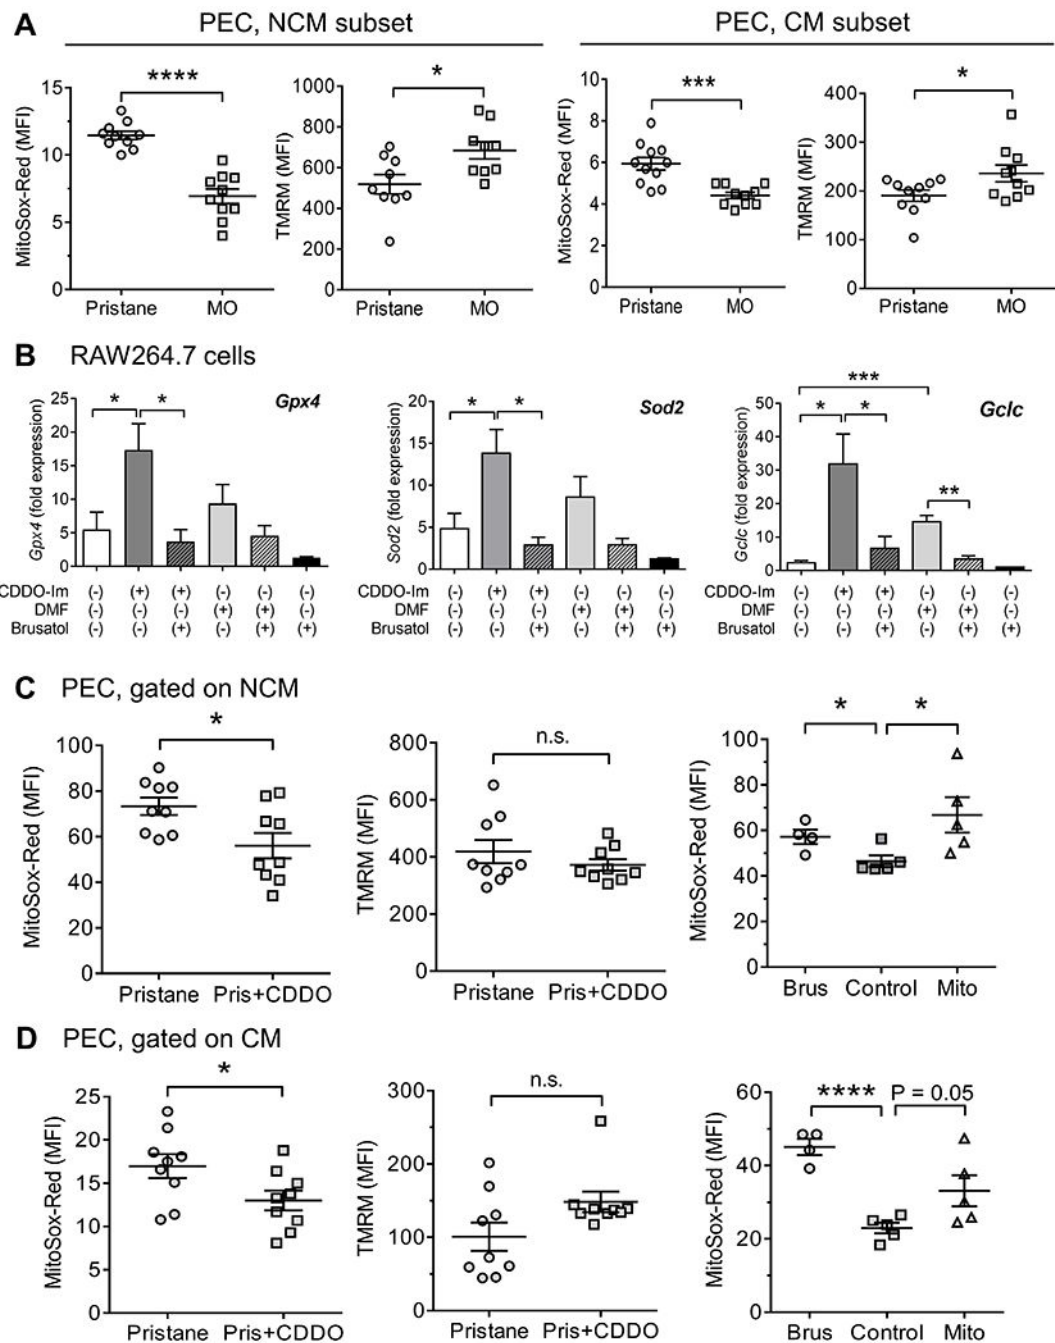 A PEC, NCM subset PEC, CM subset
**** * *** *
MitoSox-Red (MFI) 15 10 5 0 Pristane MO
TMRM (MFI) 1000 800 600 400 200 0 Pristane MO
MitoSox-Red (MFI) 10 8 6 4 2 0 Pristane MO
TMRM (MFI) 400 300 200 100 0 Pristane MO
B RAW264.7 cells
Gpx4 (fold expression) 25 20 15 10 5 0 * * Gpx4
Sod2 (fold expression) 20 15 10 5 0 * * Sod2
Gclc (fold expression) 50 40 30 20 10 0 *** * * ** Gclc
CDDO-Im (-) (+) (+) (-) (-) (-) (-) (+) (+) (-) (-) (-) (-) (+) (+) (-) (-) (-)
DMF (-) (-) (-) (+) (+) (-) DMF (-) (-) (-) (+) (+) (-) DMF (-) (-) (-) (+) (+) (-)
Brusatol (-) (-) (+) (-) (+) (+) Brusatol (-) (-) (+) (-) (+) (+) Brusatol (-) (-) (+) (-) (+) (+)
C PEC, gated on NCM
MitoSox-Red (MFI) 100 80 60 40 20 0 * Pristane Pris+CDDO
TMRM (MFI) 800 600 400 200 0 n.s. Pristane Pris+CDDO
MitoSox-Red (MFI) 100 80 60 40 20 0 * * Brus Control Mito
D PEC, gated on CM
MitoSox-Red (MFI) 25 20 15 10 5 0 * Pristane Pris+CDDO
TMRM (MFI) 300 200 100 0 n.s. Pristane Pris+CDDO
MitoSox-Red (MFI) 60 40 20 0 **** P = 0.05 Brus Control Mito